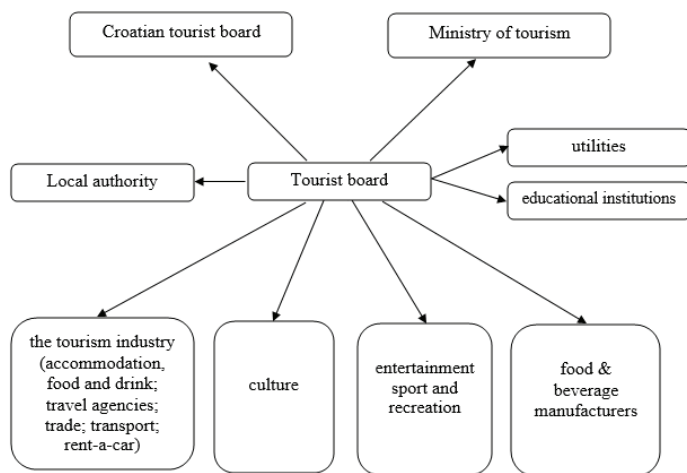 Croatian tourist board
Ministry of tourism
utilities
Local authority
Tourist board
educational institutions
the tourism industry
(accommodation,
food and drink;
travel agencies;
trade; transport;
rent-a-car)
culture
entertainment
sport and
recreation
food &
beverage
manufacturers